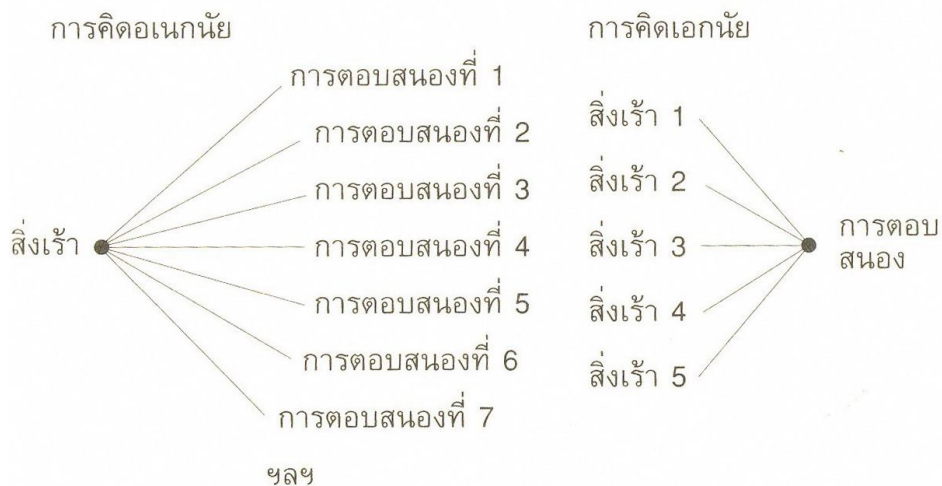 การคิดอเนกนัย
การตอบสนองที่ 1
การตอบสนองที่ 2
การตอบสนองที่ 3
สิ่งเร้า
การตอบสนองที่ 4
การตอบสนองที่ 5
การตอบสนองที่ 6
การตอบสนองที่ 7
ฯลฯ
การคิดเอกนัย
สิ่งเร้า 1
สิ่งเร้า 2
สิ่งเร้า 3
สิ่งเร้า 4
สิ่งเร้า 5
การตอบ
สนอง